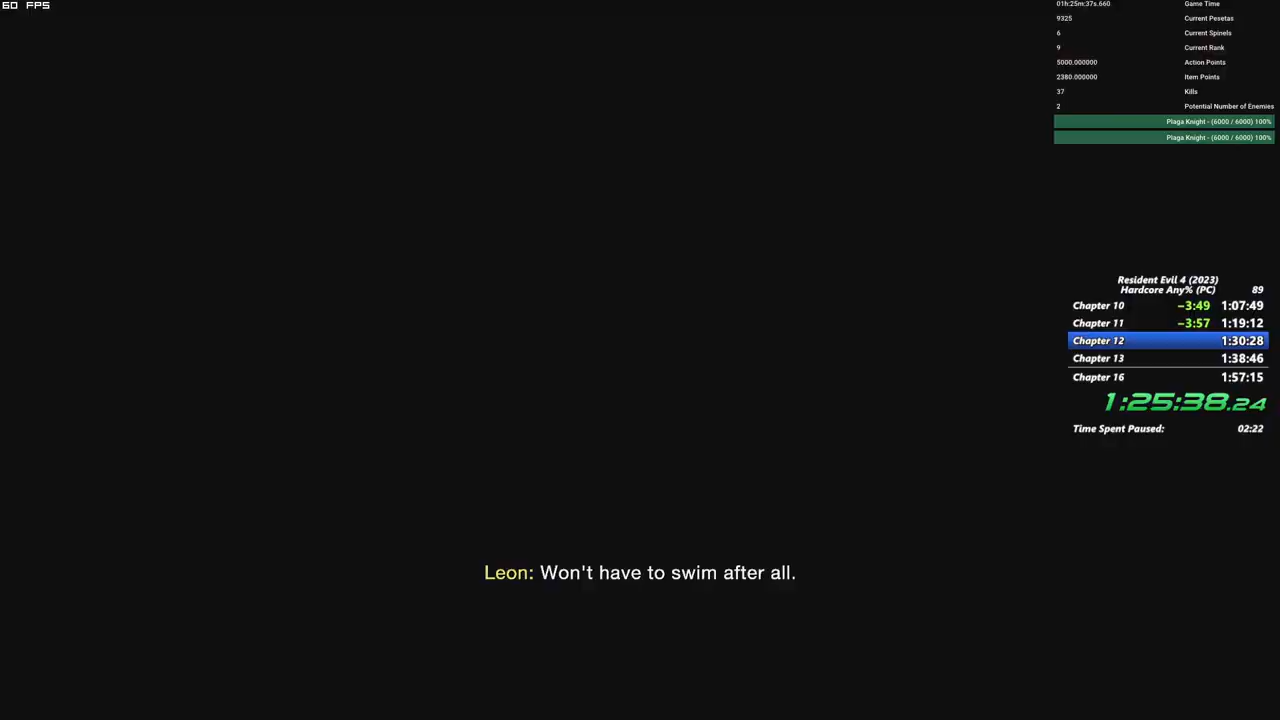 60 FPS
01h:25m:37s.660 Game Time
9325 Current Pesetas
6 Current Spinels
9 Current Rank
5000.000000 Action Points
2380.000000 Item Points
37 Kills
2 Potential Number of Enemies
Plaga Knight - (6000 / 6000) 100%
Plaga Knight - (6000 / 6000) 100%
Resident Evil 4 (2023)
Hardcore Any% (PC) 89
Chapter 10 −3:49 1:07:49
Chapter 11 −3:57 1:19:12
Chapter 12 1:30:28
Chapter 13 1:38:46
Chapter 16 1:57:15
1:25:38.24
Time Spent Paused: 02:22
Leon: Won't have to swim after all.